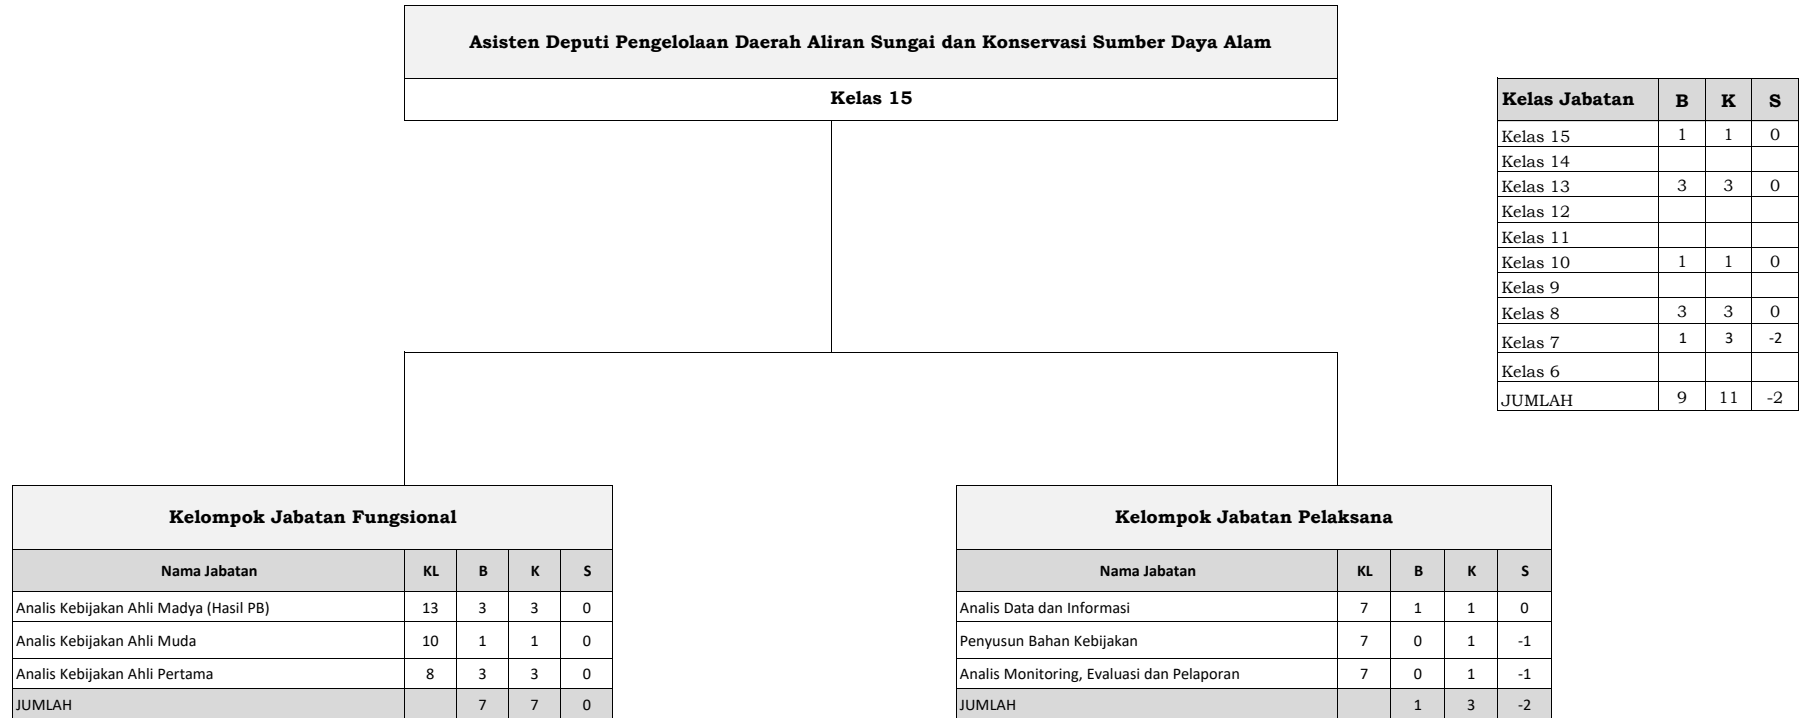 Asisten Deputi Pengelolaan Daerah Aliran Sungai dan Konservasi Sumber Daya Alam
Kelas 15
Kelas Jabatan B K S
Kelas 15 1 1 0
Kelas 14
Kelas 13 3 3 0
Kelas 12
Kelas 11
Kelas 10 1 1 0
Kelas 9
Kelas 8 3 3 0
Kelas 7 1 3 -2
Kelas 6
JUMLAH 9 11 -2
Kelompok Jabatan Fungsional
Nama Jabatan KL B K S
Analis Kebijakan Ahli Madya (Hasil PB) 13 3 3 0
Analis Kebijakan Ahli Muda 10 1 1 0
Analis Kebijakan Ahli Pertama 8 3 3 0
JUMLAH 7 7 0
Kelompok Jabatan Pelaksana
Nama Jabatan KL B K S
Analis Data dan Informasi 7 1 1 0
Penyusun Bahan Kebijakan 7 0 1 -1
Analis Monitoring, Evaluasi dan Pelaporan 7 0 1 -1
JUMLAH 1 3 -2